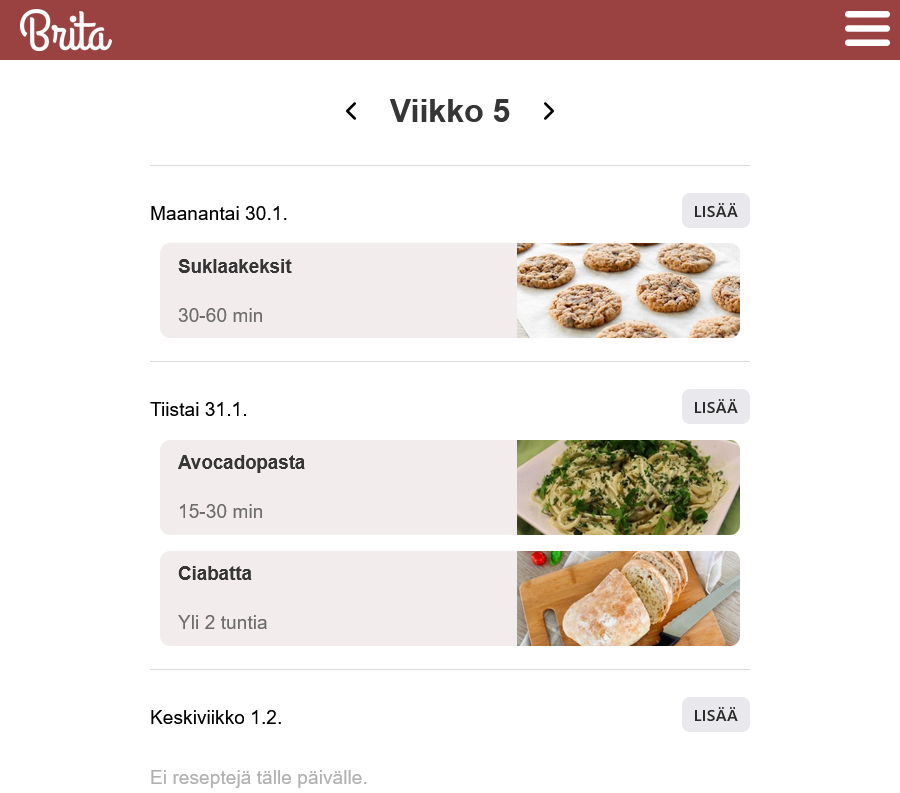 Brita
Viikko 5
Maanantai 30.1.
LISÄÄ
Suklaakeksit
30-60 min
Tiistai 31.1.
LISÄÄ
Avocadopasta
15-30 min
Ciabatta
Yli 2 tuntia
Keskiviikko 1.2.
LISÄÄ
Ei reseptejä tälle päivälle.